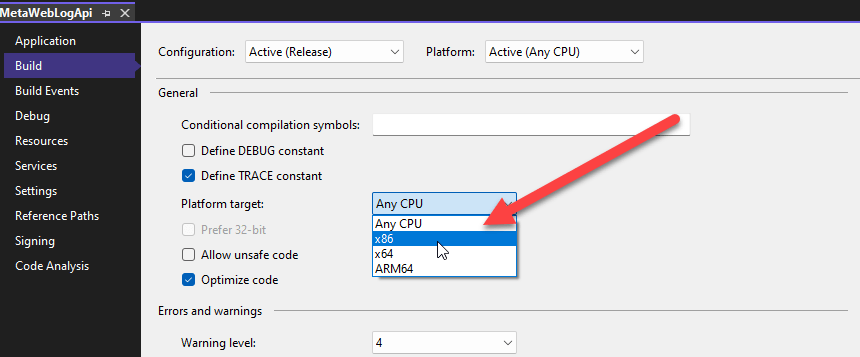 MetaWebLogApi
Application
Build
Build Events
Debug
Resources
Services
Settings
Reference Paths
Signing
Code Analysis
Configuration: Active (Release) Platform: Active (Any CPU)
General
Conditional compilation symbols:
Define DEBUG constant
Define TRACE constant
Platform target: Any CPU
Any CPU
Prefer 32-bit
x86
Allow unsafe code
x64
ARM64
Optimize code
Errors and warnings
Warning level: 4